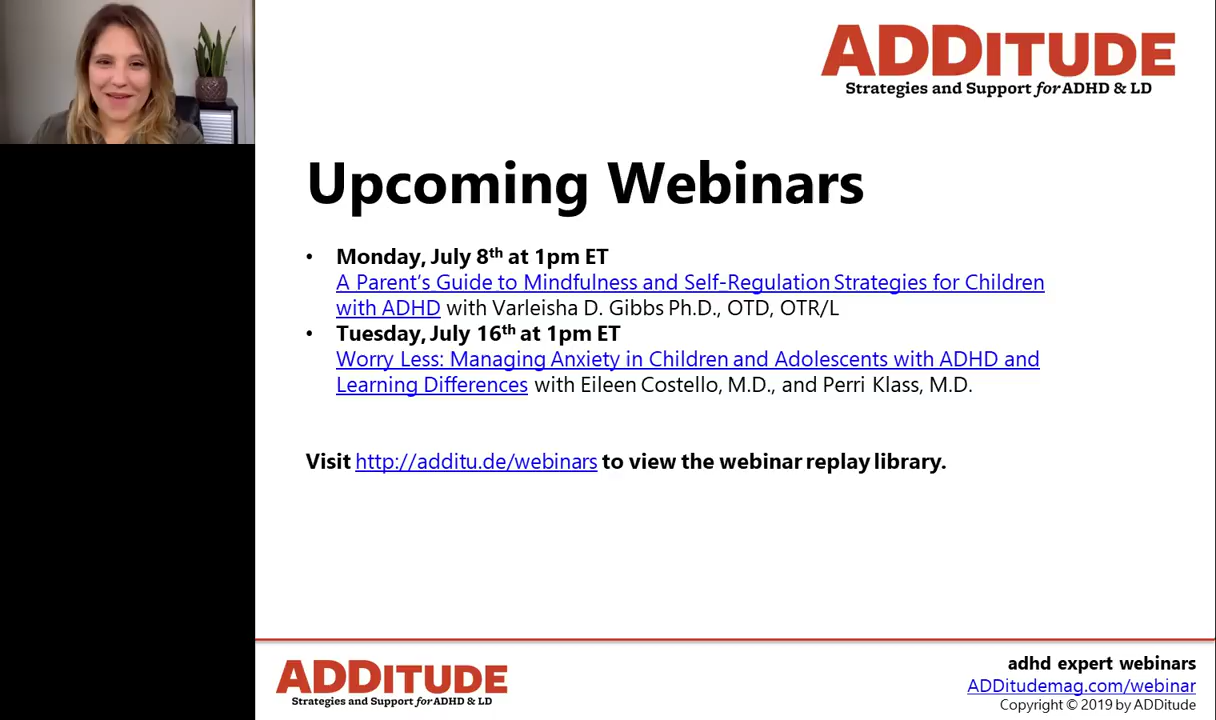 ADDITUDE
Strategies and Support for ADHD & LD
Upcoming Webinars
• Monday, July 8th at 1pm ET
A Parent's Guide to Mindfulness and Self-Regulation Strategies for Children
with ADHD with Varleisha D. Gibbs Ph.D., OTD, OTR/L
• Tuesday, July 16th at 1pm ET
Worry Less: Managing Anxiety in Children and Adolescents with ADHD and
Learning Differences with Eileen Costello, M.D., and Perri Klass, M.D.
Visit http://additu.de/webinars to view the webinar replay library.
ADDITUDE
Strategies and Support for ADHD & LD
adhd expert webinars
ADDitudemag.com/webinar
Copyright © 2019 by ADDitude